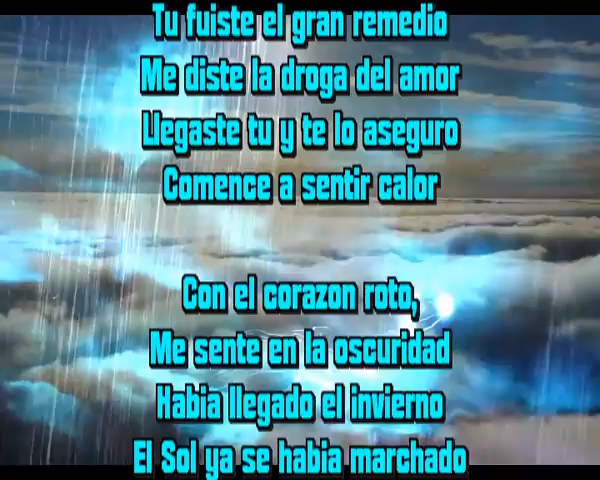 Tu fuiste el gran remedio
Me diste la droga del amor
Llegaste tu y te lo aseguro
Comence a sentir calor
Con el corazon roto,
Me sente en la oscuridad
Habia llegado el invierno
El Sol ya se habia marchado